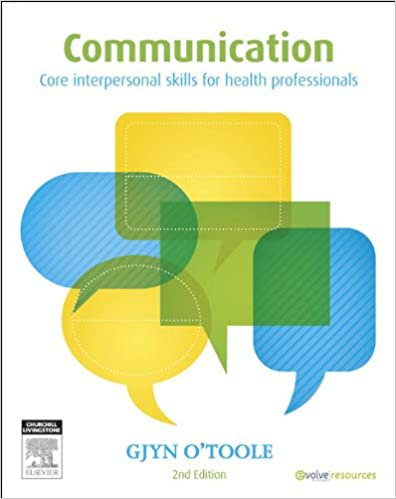 Communication
Core interpersonal skills for health professionals
CHURCHILL
LIVINGSTONE
ELSEVIER
GJYN O'TOOLE
2nd Edition
evolve resources